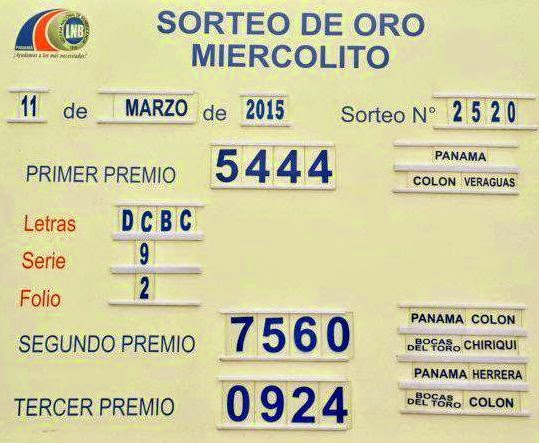 LNB
PANAMA
¡Ayudamos a los más necesitados!
SORTEO DE ORO
MIERCOLITO
11 de MARZO de 2015 Sorteo N° 2520
PRIMER PREMIO 5444 PANAMA
COLON VERAGUAS
Letras DCBC
Serie 9
Folio 2
SEGUNDO PREMIO 7560 PANAMA COLON
BOCAS DEL TORO CHIRIQUI
TERCER PREMIO 0924 PANAMA HERRERA
BOCAS DEL TORO COLON